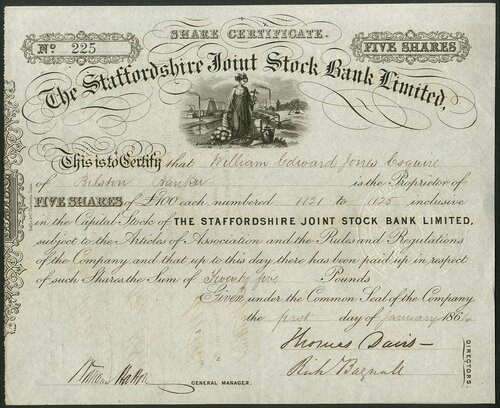 SHARE CERTIFICATE.
No 225
FIVE SHARES
The Staffordshire Joint Stock Bank Limited,
This is to Certify that William Edward Jones Esquire
of Bilston Banker is the Proprietor of
FIVE SHARES of £100 each, numbered 1121 to 1125 inclusive
in the Capital Stock of THE STAFFORDSHIRE JOINT STOCK BANK LIMITED,
subject to the Articles of Association and the Rules and Regulations
of the Company and that up to this day, there has been paid up in respect
of such Shares the Sum of Twenty five Pounds
Given under the Common Seal of the Company,
the first day of January 1864
Thomas Davis
Rich Bagnall
DIRECTORS.
GENERAL MANAGER.